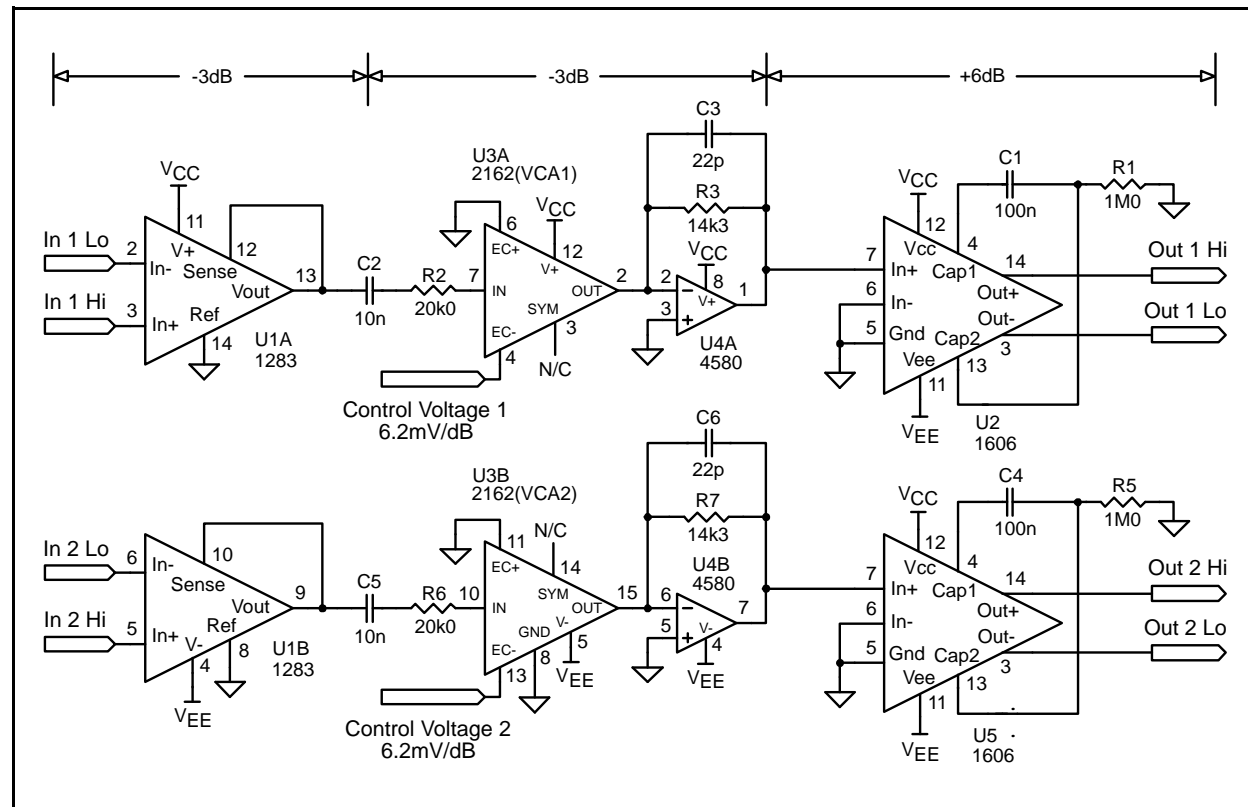 -3dB
-3dB
+6dB
C3
22p
R3
14k3
U3A
2162(VCA1)
VCC
6
EC+
12
V+
7
IN
OUT
2
SYM
3
N/C
EC-
4
Control Voltage 1
6.2mV/dB
VCC
11
V+
12
Sense
In 1 Lo
2
In-
Vout
13
In 1 Hi
3
In+
Ref
14
U1A
1283
C2
10n
R2
20k0
VCC
8
V+
2
3
1
U4A
4580
C1
100n
R1
1M0
VCC
12
Vcc
4
Cap1
7
In+
14
Out+
Out 1 Hi
6
In-
Out-
5
Gnd
Cap2
3
Out 1 Lo
Vee
13
11
VEE
U2
1606
C6
22p
R7
14k3
U3B
2162(VCA2)
N/C
11
EC+
14
SYM
10
IN
OUT
15
V-
GND
5
VEE
EC-
8
13
Control Voltage 2
6.2mV/dB
10
Sense
In 2 Lo
6
In-
Vout
9
In 2 Hi
5
In+
Ref
V-
8
4
VEE
U1B
1283
C5
10n
R6
20k0
U4B
4580
6
5
7
V-
4
VEE
C4
100n
R5
1M0
VCC
12
Vcc
4
Cap1
7
In+
14
Out+
Out 2 Hi
6
In-
Out-
5
Gnd
Cap2
3
Out 2 Lo
Vee
13
11
VEE
U5
1606